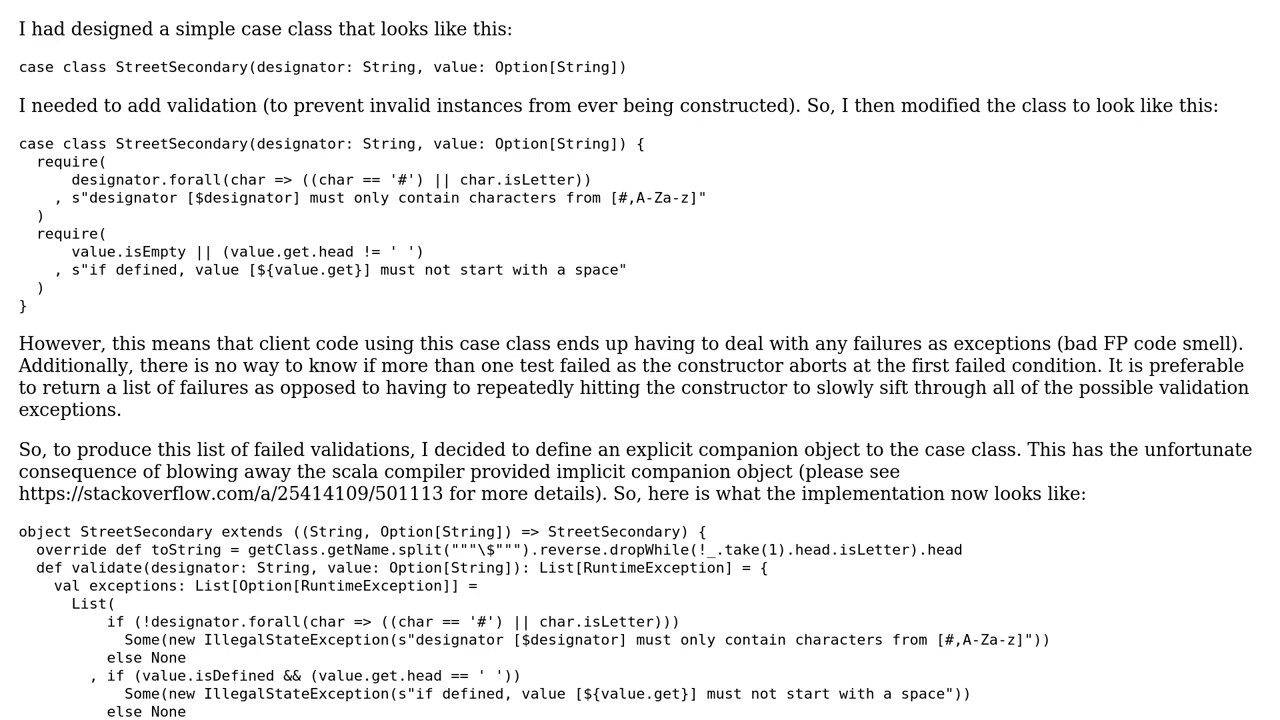 I had designed a simple case class that looks like this:
case class StreetSecondary(designator: String, value: Option[String])
I needed to add validation (to prevent invalid instances from ever being constructed). So, I then modified the class to look like this:
case class StreetSecondary(designator: String, value: Option[String]) {
  require(
      designator.forall(char => ((char == '#') || char.isLetter))
    , s"designator [$designator] must only contain characters from [#,A-Za-z]"
  )
  require(
      value.isEmpty || (value.get.head != ' ')
    , s"if defined, value [${value.get}] must not start with a space"
  )
}
However, this means that client code using this case class ends up having to deal with any failures as exceptions (bad FP code smell).
Additionally, there is no way to know if more than one test failed as the constructor aborts at the first failed condition. It is preferable
to return a list of failures as opposed to having to repeatedly hitting the constructor to slowly sift through all of the possible validation
exceptions.
So, to produce this list of failed validations, I decided to define an explicit companion object to the case class. This has the unfortunate
consequence of blowing away the scala compiler provided implicit companion object (please see
https://stackoverflow.com/a/25414109/501113 for more details). So, here is what the implementation now looks like:
object StreetSecondary extends ((String, Option[String]) => StreetSecondary) {
  override def toString = getClass.getName.split("""\$""").reverse.dropWhile(!_.take(1).head.isLetter).head
  def validate(designator: String, value: Option[String]): List[RuntimeException] = {
    val exceptions: List[Option[RuntimeException]] =
      List(
          if (!designator.forall(char => ((char == '#') || char.isLetter)))
            Some(new IllegalStateException(s"designator [$designator] must only contain characters from [#,A-Za-z]"))
          else None
        , if (value.isDefined && (value.get.head == ' '))
            Some(new IllegalStateException(s"if defined, value [${value.get}] must not start with a space"))
          else None